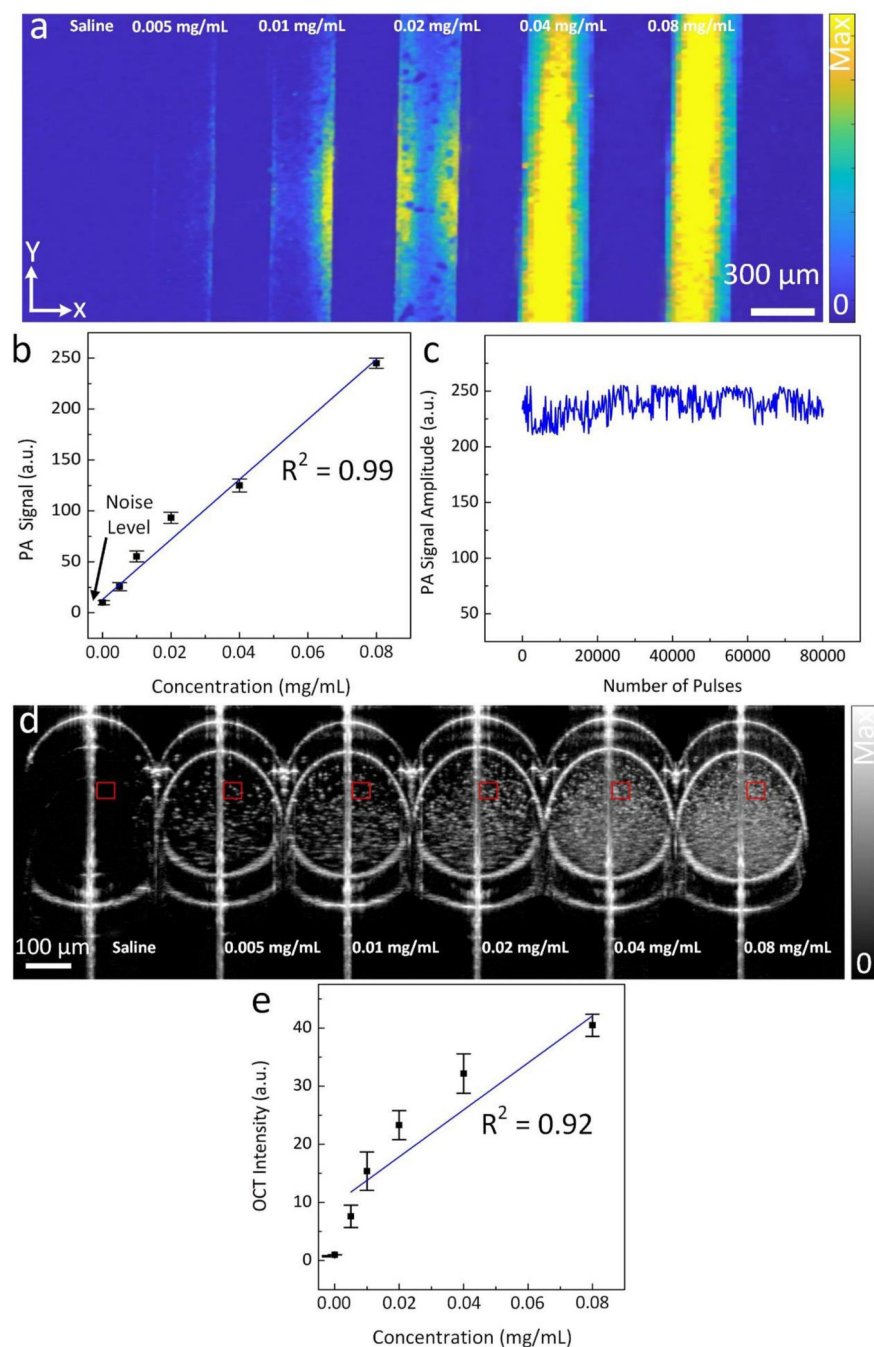 a
Saline 0.005 mg/mL 0.01 mg/mL 0.02 mg/mL 0.04 mg/mL 0.08 mg/mL
Max
0
Y
X
300 µm
b
PA Signal (a.u.)
250
200
150
100
50
0
Noise
Level
R² = 0.99
0.00 0.02 0.04 0.06 0.08
Concentration (mg/mL)
c
PA Signal Amplitude (a.u.)
250
200
150
100
50
0 20000 40000 60000 80000
Number of Pulses
d
Max
0
100 µm
Saline 0.005 mg/mL 0.01 mg/mL 0.02 mg/mL 0.04 mg/mL 0.08 mg/mL
e
OCT Intensity (a.u.)
40
30
20
10
0
R² = 0.92
0.00 0.02 0.04 0.06 0.08
Concentration (mg/mL)